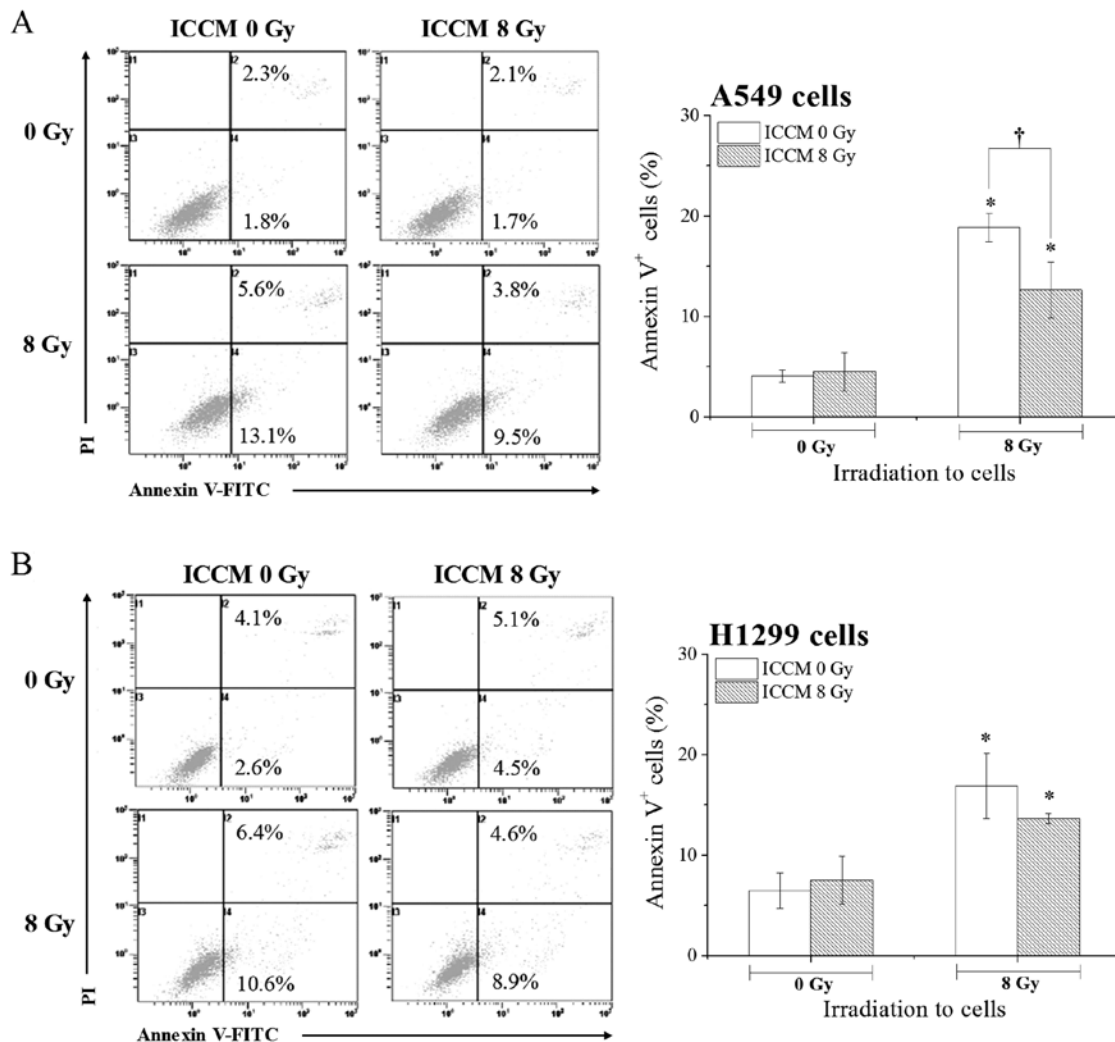 A
ICCM 0 Gy
ICCM 8 Gy
0 Gy
2.3%
1.8%
2.1%
1.7%
8 Gy
5.6%
13.1%
3.8%
9.5%
PI
Annexin V-FITC
A549 cells
ICCM 0 Gy
ICCM 8 Gy
Annexin V⁺ cells (%)
30
20
10
0
†
*
*
0 Gy
8 Gy
Irradiation to cells
B
ICCM 0 Gy
ICCM 8 Gy
0 Gy
4.1%
2.6%
5.1%
4.5%
8 Gy
6.4%
10.6%
4.6%
8.9%
PI
Annexin V-FITC
H1299 cells
ICCM 0 Gy
ICCM 8 Gy
Annexin V⁺ cells (%)
30
20
10
0
*
*
0 Gy
8 Gy
Irradiation to cells